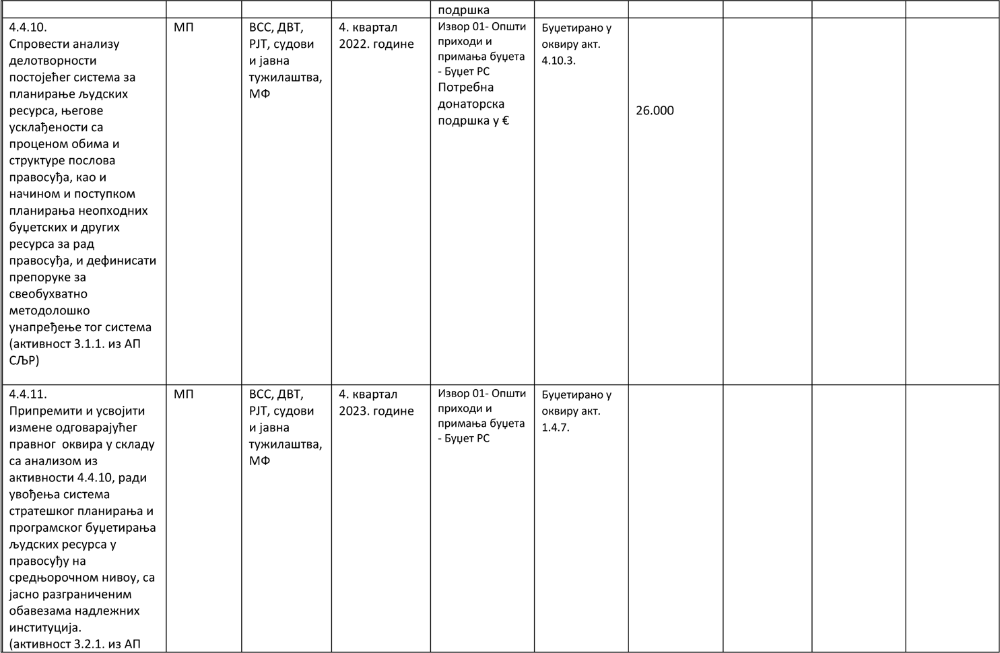 подршка
4.4.10.
Спровести анализу
делотворности
постојећег система за
планирање људских
ресурса, његове
усклађености са
проценом обима и
структуре послова
правосуђа, као и
начином и поступком
планирања неопходних
буџетских и других
ресурса за рад
правосуђа, и дефинисати
препоруке за
свеобухватно
методолошко
унапређење тог система
(активност 3.1.1. из АП
СЉР)
МП
ВСС, ДВТ,
РЈТ, судови
и јавна
тужилаштва,
МФ
4. квартал
2022. године
Извор 01- Општи
приходи и
примања буџета
- Буџет РС
Потребна
донаторска
подршка у €
Буџетирано у
оквиру акт.
4.10.3.
26.000
4.4.11.
Припремити и усвојити
измене одговарајућег
правног  оквира у складу
са анализом из
активности 4.4.10, ради
увођења система
стратешког планирања и
програмског буџетирања
људских ресурса у
правосуђу на
средњорочном нивоу, са
јасно разграниченим
обавезама надлежних
институција.
(активност 3.2.1. из АП
МП
ВСС, ДВТ,
РЈТ, судови
и јавна
тужилаштва,
МФ
4. квартал
2023. године
Извор 01- Општи
приходи и
примања буџета
- Буџет РС
Буџетирано у
оквиру акт.
1.4.7.